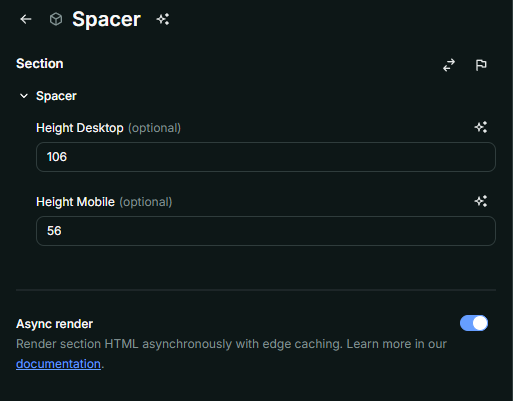 Spacer
Section
Spacer
Height Desktop (optional)
106
Height Mobile (optional)
56
Async render
Render section HTML asynchronously with edge caching. Learn more in our
documentation.